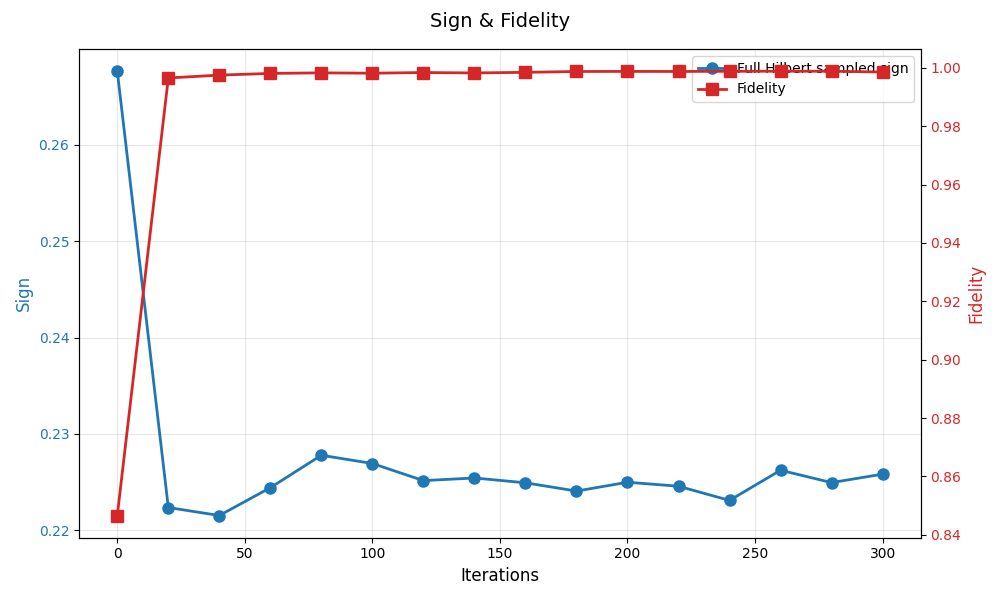 Sign & Fidelity
Full Hilbert sampled sign
Fidelity
0.26
0.25
0.24
0.23
0.22
Sign
1.00
0.98
0.96
0.94
0.92
0.90
0.88
0.86
0.84
Fidelity
0 50 100 150 200 250 300
Iterations